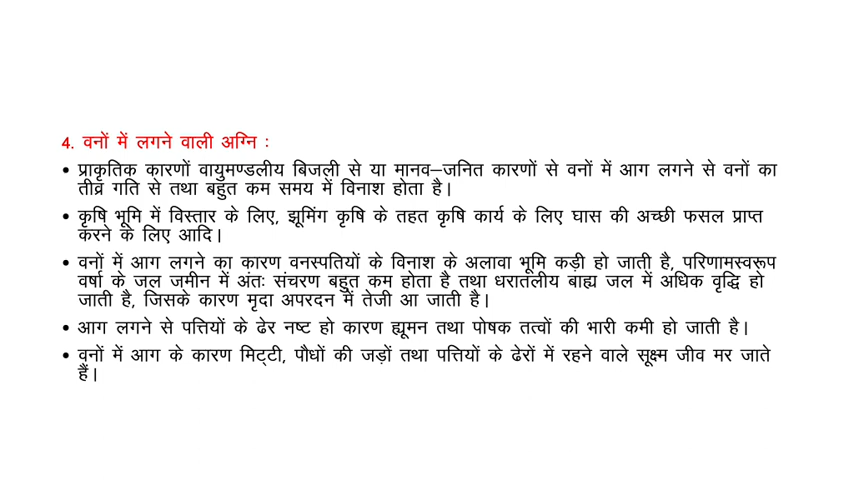 4. वनों में लगने वाली अग्नि :
• प्राकृतिक कारणों वायुमण्डलीय बिजली से या मानव–जनित कारणों से वनों में आग लगने से वनों का
तीव्र गति से तथा बहुत कम समय में विनाश होता है।
• कृषि भूमि में विस्तार के लिए, झूमिंग कृषि के तहत कृषि कार्य के लिए घास की अच्छी फसल प्राप्त
करने के लिए आदि।
• वनों में आग लगने का कारण वनस्पतियों के विनाश के अलावा भूमि कड़ी हो जाती है, परिणामस्वरूप
वर्षा के जल जमीन में अंतः संचरण बहुत कम होता है तथा धरातलीय बाह्य जल में अधिक वृद्धि हो
जाती है, जिसके कारण मृदा अपरदन में तेजी आ जाती है।
• आग लगने से पत्तियों के ढेर नष्ट हो कारण ह्यूमन तथा पोषक तत्वों की भारी कमी हो जाती है।
• वनों में आग के कारण मिट्टी, पौधों की जड़ों तथा पत्तियों के ढेरों में रहने वाले सूक्ष्म जीव मर जाते
हैं।